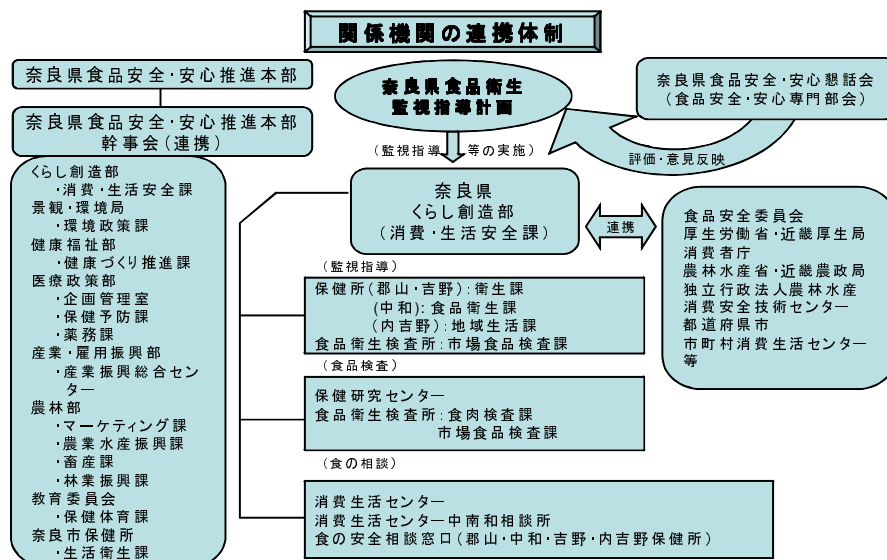 関係機関の連携体制
奈良県食品安全・安心推進本部
奈良県食品安全・安心推進本部
幹事会(連携)
くらし創造部
・消費・生活安全課
景観・環境局
・環境政策課
健康福祉部
・健康づくり推進課
医療政策部
・企画管理室
・保健予防課
・薬務課
産業・雇用振興部
・産業振興総合セン
ター
農林部
・マーケティング課
・農業水産振興課
・畜産課
・林業振興課
教育委員会
・保健体育課
奈良市保健所
・生活衛生課
奈良県食品衛生
監視指導計画
奈良県食品安全・安心懇話会
(食品安全・安心専門部会)
評価・意見反映
(監視指導 等の実施)
奈良県
くらし創造部
(消費・生活安全課)
連携
食品安全委員会
厚生労働省・近畿厚生局
消費者庁
農林水産省・近畿農政局
独立行政法人農林水産
消費安全技術センター
都道府県市
市町村消費生活センター
等
(監視指導)
保健所(郡山・吉野):衛生課
(中和):食品衛生課
(内吉野):地域生活課
食品衛生検査所:市場食品検査課
(食品検査)
保健研究センター
食品衛生検査所:食肉検査課
市場食品検査課
(食の相談)
消費生活センター
消費生活センター中南和相談所
食の安全相談窓口(郡山・中和・吉野・内吉野保健所)